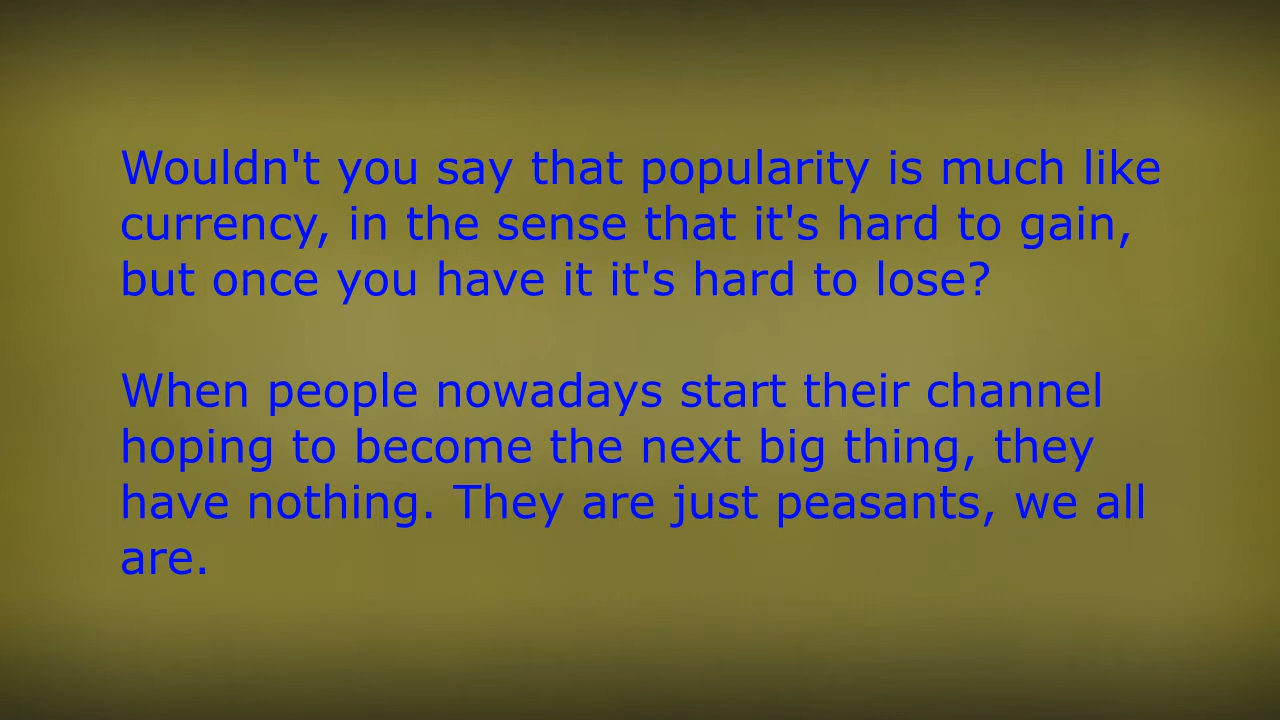 Wouldn't you say that popularity is much like
currency, in the sense that it's hard to gain,
but once you have it it's hard to lose?
When people nowadays start their channel
hoping to become the next big thing, they
have nothing. They are just peasants, we all
are.